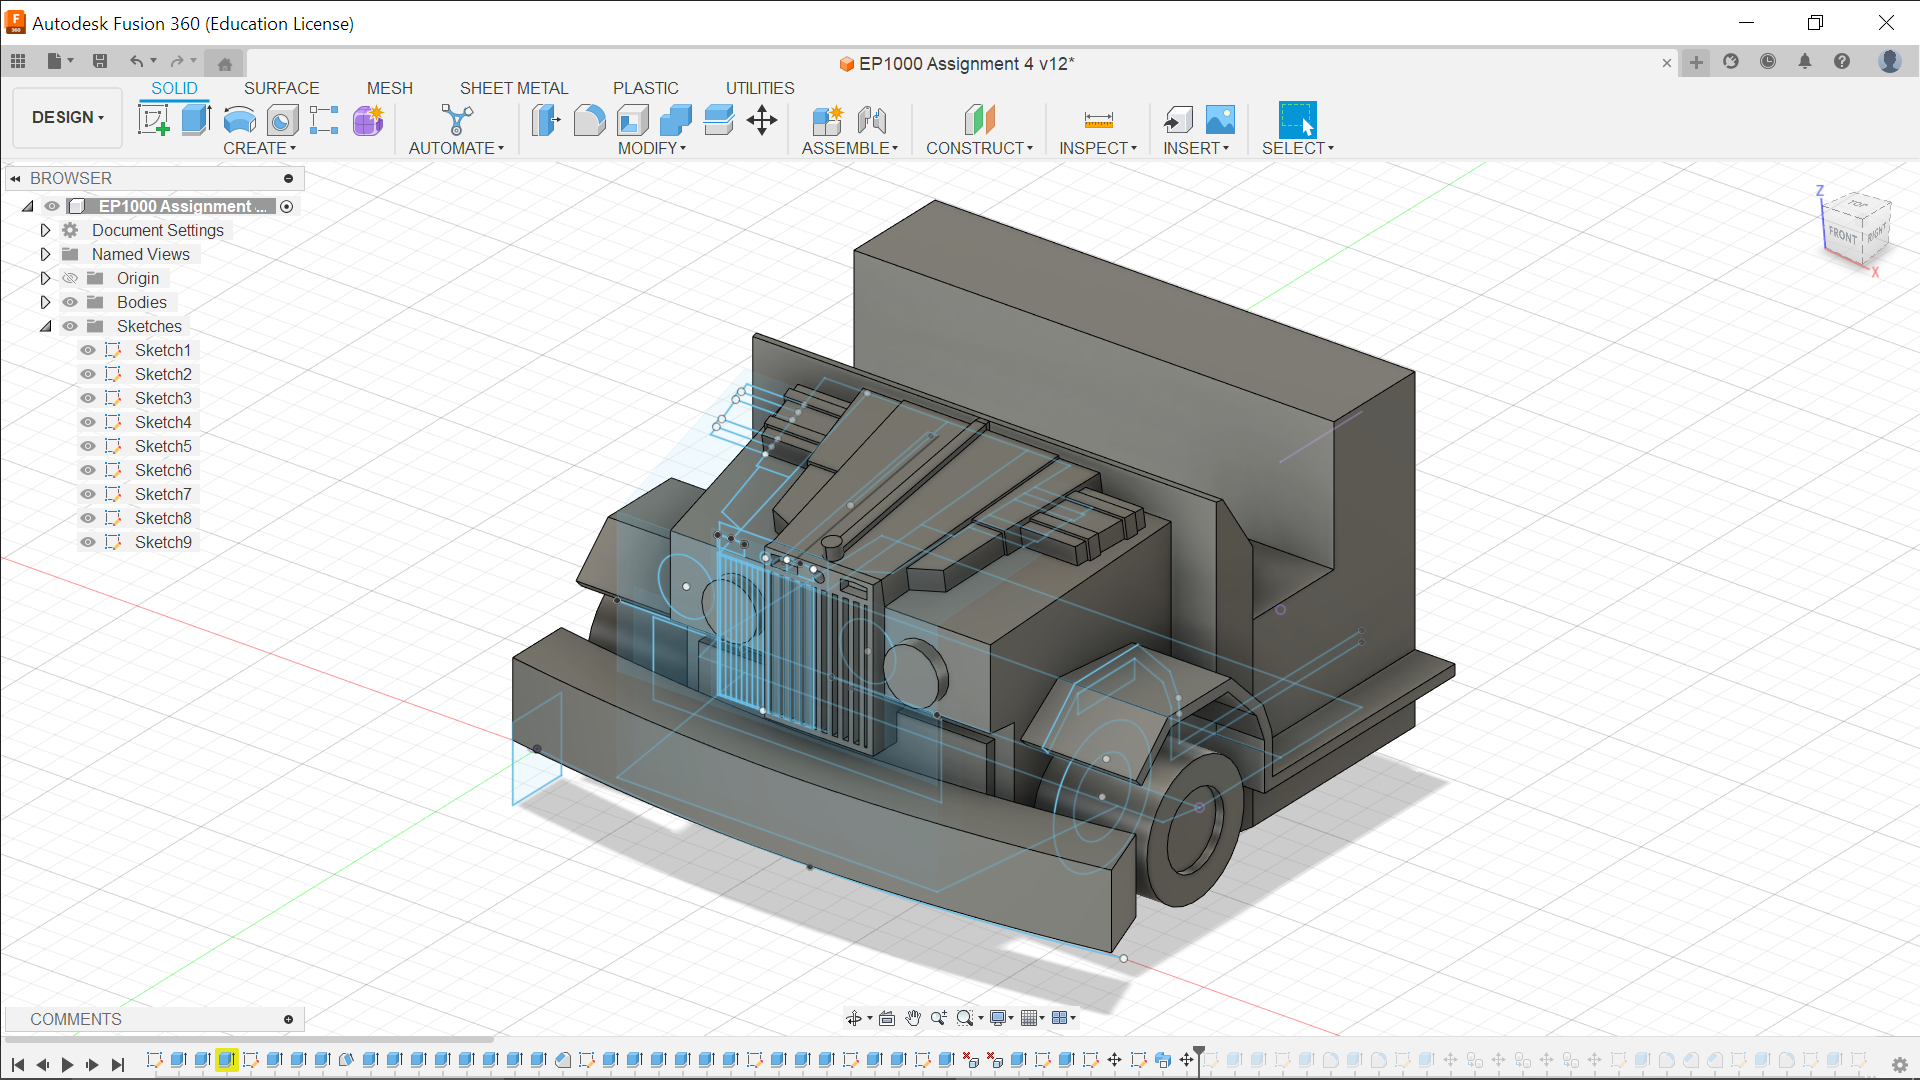 Autodesk Fusion 360 (Education License)
EP1000 Assignment 4 v12*
SOLID SURFACE MESH SHEET METAL PLASTIC UTILITIES
DESIGN
CREATE AUTOMATE MODIFY ASSEMBLE CONSTRUCT INSPECT INSERT SELECT
BROWSER
EP1000 Assignment ...
Document Settings
Named Views
Origin
Bodies
Sketches
Sketch1
Sketch2
Sketch3
Sketch4
Sketch5
Sketch6
Sketch7
Sketch8
Sketch9
Z
TOP
FRONT
RIGHT
X
COMMENTS